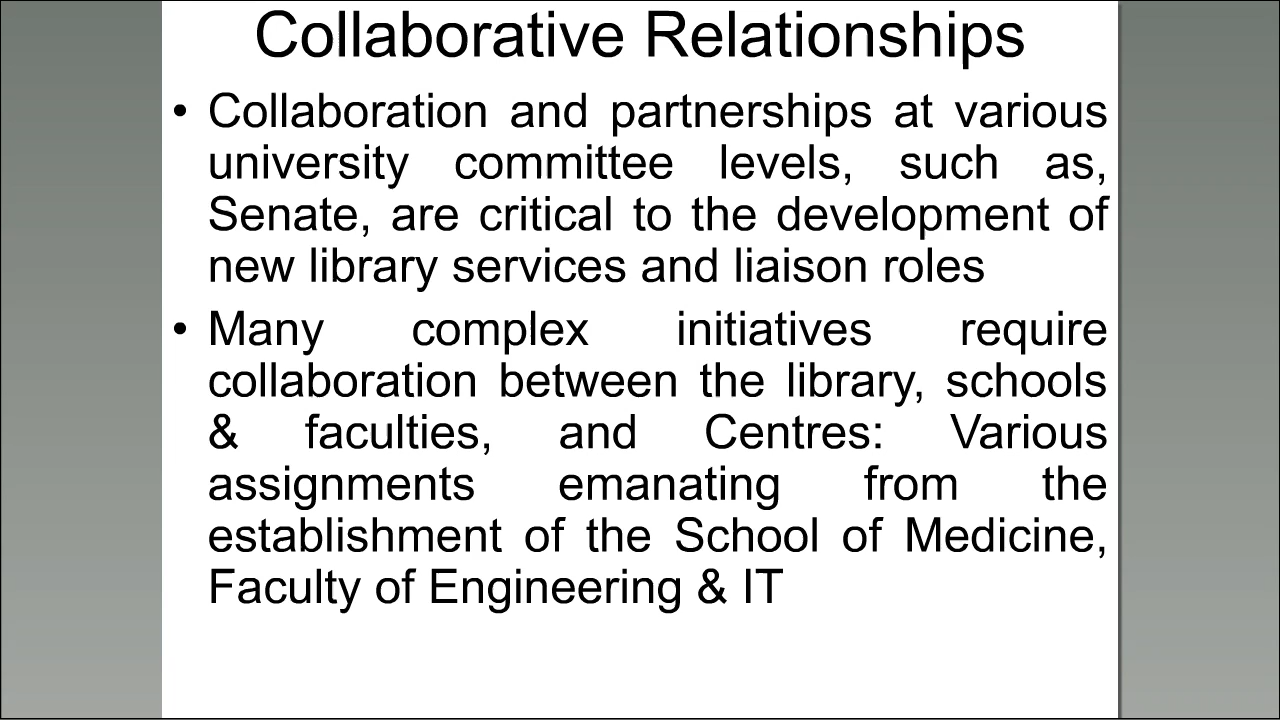 Collaborative Relationships
• Collaboration and partnerships at various
university committee levels, such as,
Senate, are critical to the development of
new library services and liaison roles
• Many complex initiatives require
collaboration between the library, schools
& faculties, and Centres: Various
assignments emanating from the
establishment of the School of Medicine,
Faculty of Engineering & IT